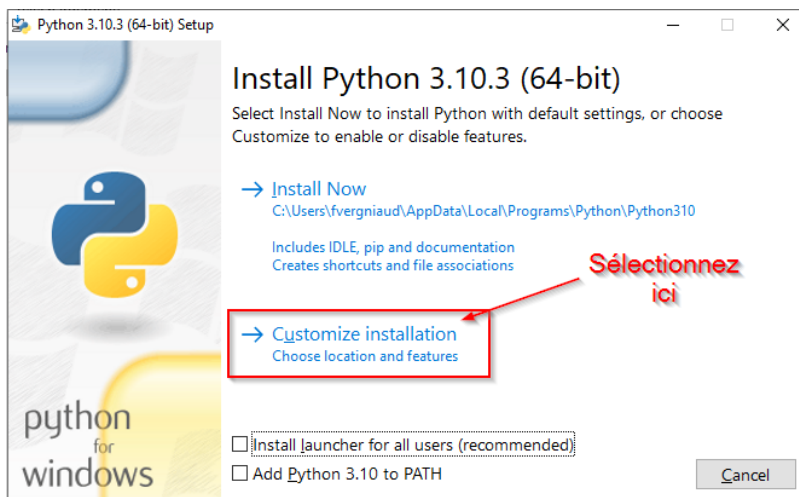 Python 3.10.3 (64-bit) Setup
Install Python 3.10.3 (64-bit)
Select Install Now to install Python with default settings, or choose
Customize to enable or disable features.
Install Now
C:\Users\fvergniaud\AppData\Local\Programs\Python\Python310
Includes IDLE, pip and documentation
Creates shortcuts and file associations
Sélectionnez
ici
Customize installation
Choose location and features
python
for
windows
Install launcher for all users (recommended)
Add Python 3.10 to PATH
Cancel